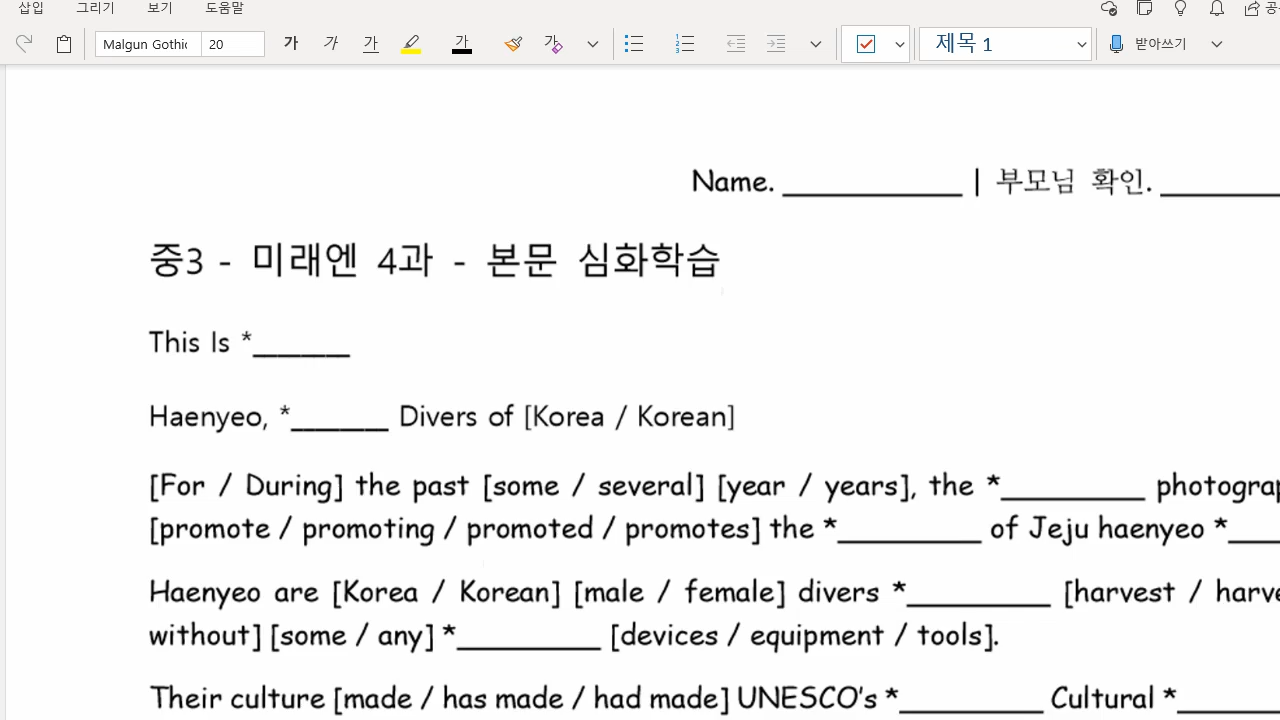 삽입 그리기 보기 도움말
Malgun Gothi 20 가 가 가 가 가 제목 1 받아쓰기
Name. ____________ | 부모님 확인. ________
중3 - 미래엔 4과 - 본문 심화학습
This Is *_______
Haenyeo, *_______ Divers of [Korea / Korean]
[For / During] the past [some / several] [year / years], the *_________ photograp
[promote / promoting / promoted / promotes] the *_________ of Jeju haenyeo *___
Haenyeo are [Korea / Korean] [male / female] divers *_________ [harvest / harve
without] [some / any] *_________ [devices / equipment / tools].
Their culture [made / has made / had made] UNESCO's *_________ Cultural *______